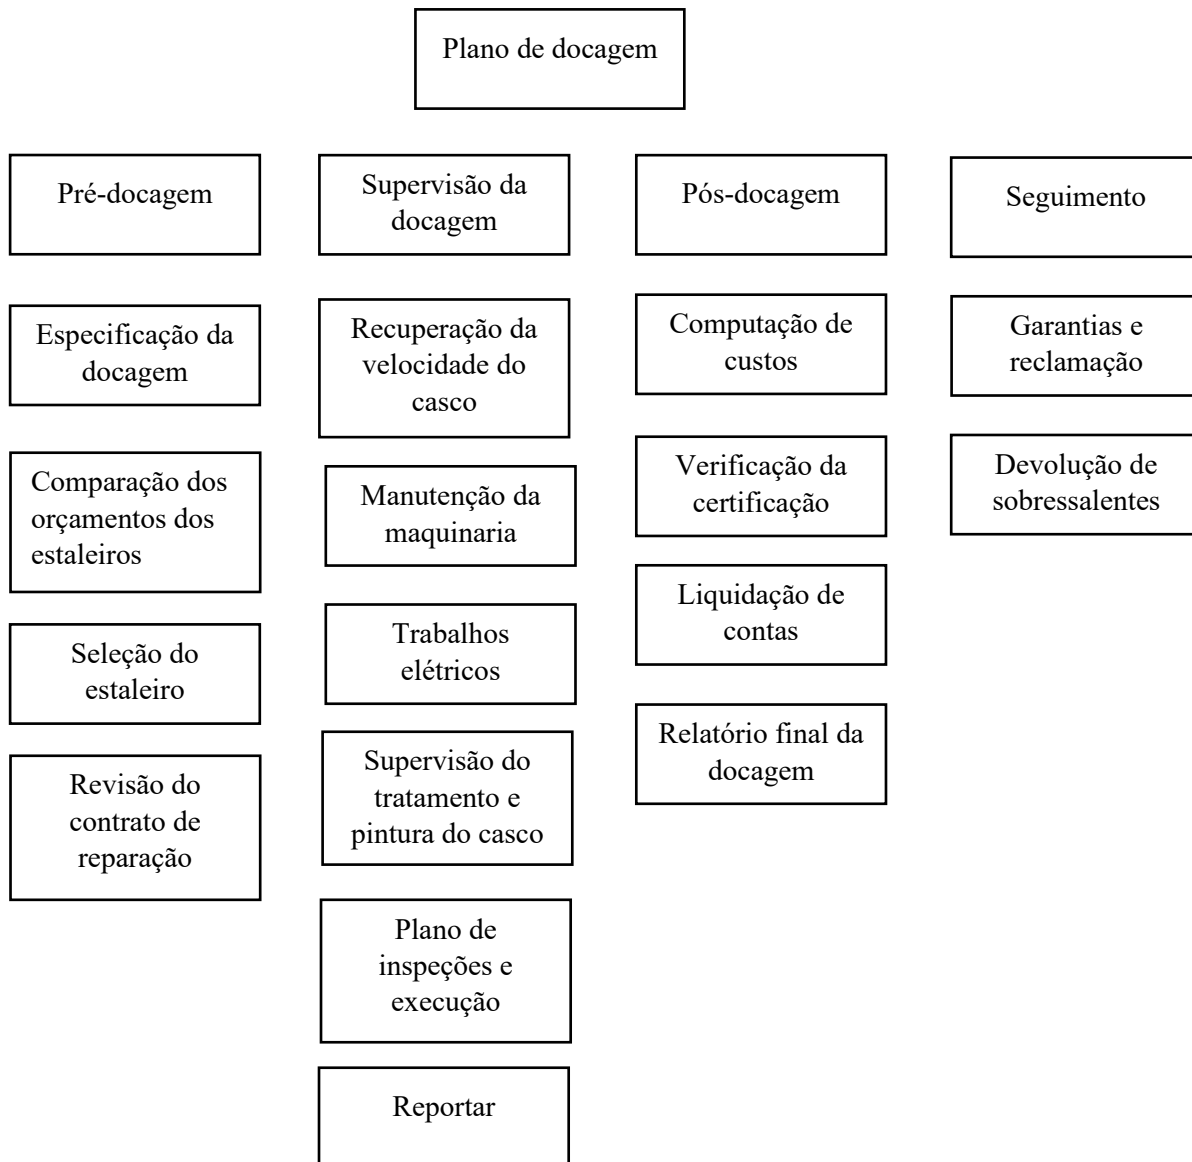 Plano de docagem
Pré-docagem
Supervisão da
docagem
Pós-docagem
Seguimento
Especificação da
docagem
Recuperação da
velocidade do
casco
Computação de
custos
Garantias e
reclamação
Comparação dos
orçamentos dos
estaleiros
Manutenção da
maquinaria
Verificação da
certificação
Devolução de
sobressalentes
Seleção do
estaleiro
Trabalhos
elétricos
Liquidação de
contas
Revisão do
contrato de
reparação
Supervisão do
tratamento e
pintura do casco
Relatório final da
docagem
Plano de
inspeções e
execução
Reportar